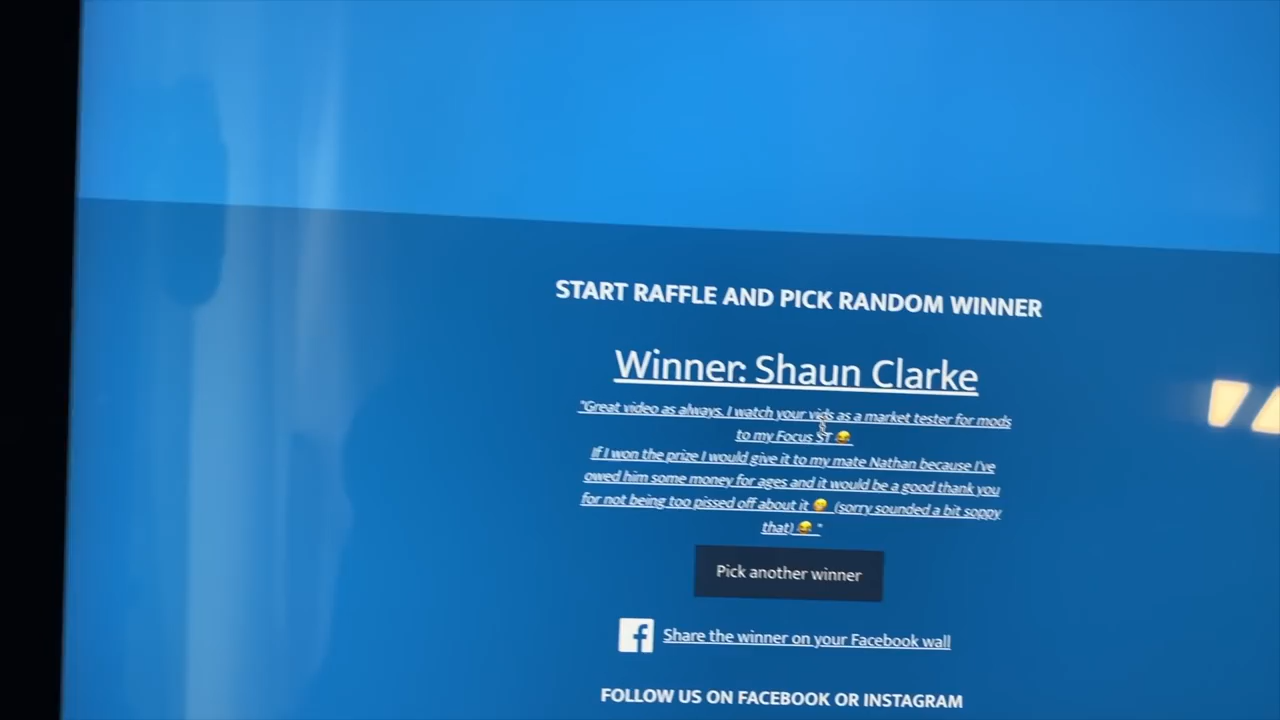 START RAFFLE AND PICK RANDOM WINNER
Winner: Shaun Clarke
"Great video as always. I watch your vids as a market tester for mods
to my Focus ST 😂
If I won the prize I would give it to my mate Nathan because I've
owed him some money for ages and it would be a good thank you
for not being too pissed off about it 🤣 (sorry sounded a bit soppy
that) 😂 "
Pick another winner
Share the winner on your Facebook wall
FOLLOW US ON FACEBOOK OR INSTAGRAM